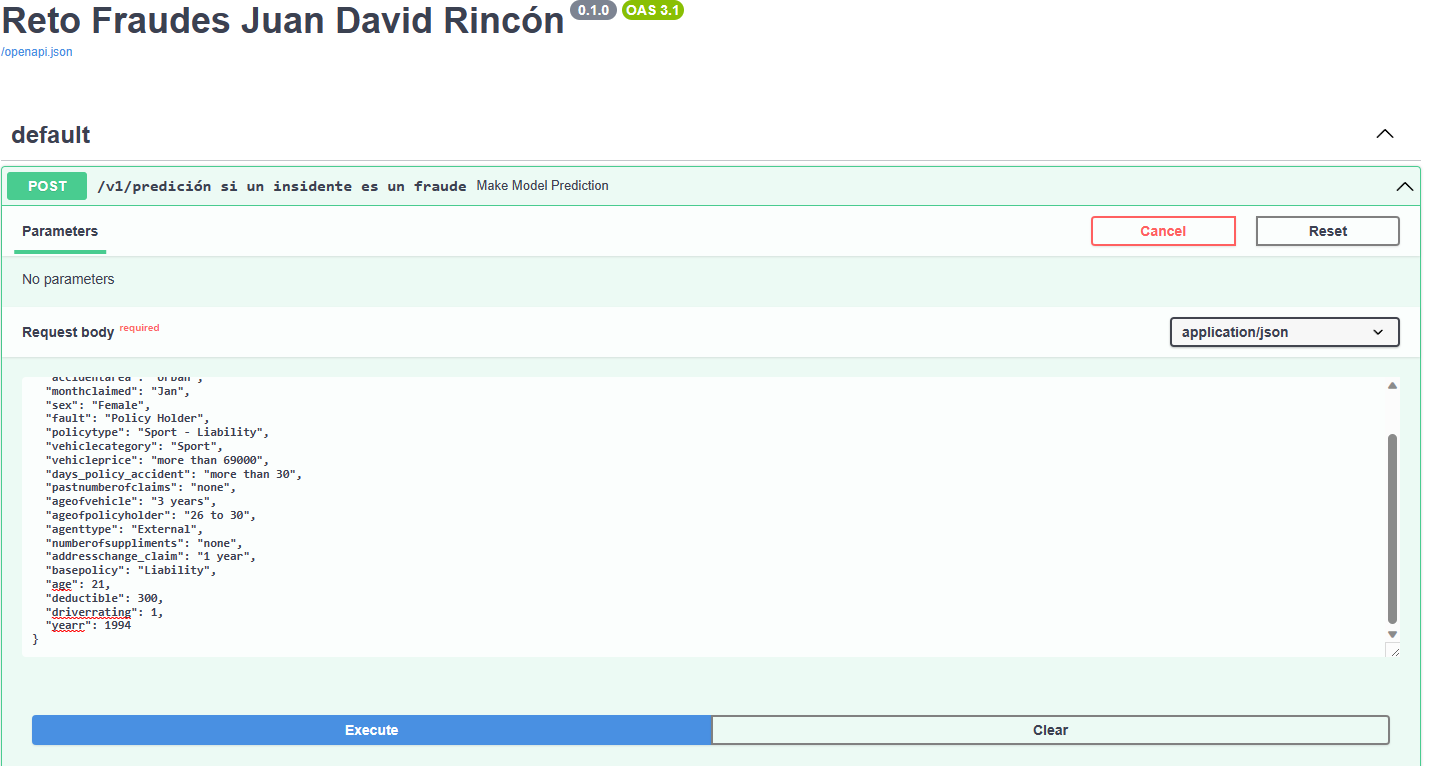 Reto Fraudes Juan David Rincón 0.1.0 OAS 3.1
/openapi.json
default
POST /v1/predición si un insidente es un fraude Make Model Prediction
Parameters Cancel Reset
No parameters
Request body required application/json
"accidentarea": "Urban",
"monthclaimed": "Jan",
"sex": "Female",
"fault": "Policy Holder",
"policytype": "Sport - Liability",
"vehiclecategory": "Sport",
"vehicleprice": "more than 69000",
"days_policy_accident": "more than 30",
"pastnumberofclaims": "none",
"ageofvehicle": "3 years",
"ageofpolicyholder": "26 to 30",
"agenttype": "External",
"numberofsuppliments": "none",
"addresschange_claim": "1 year",
"basepolicy": "Liability",
"age": 21,
"deductible": 300,
"driverrating": 1,
"yearr": 1994
}
Execute Clear